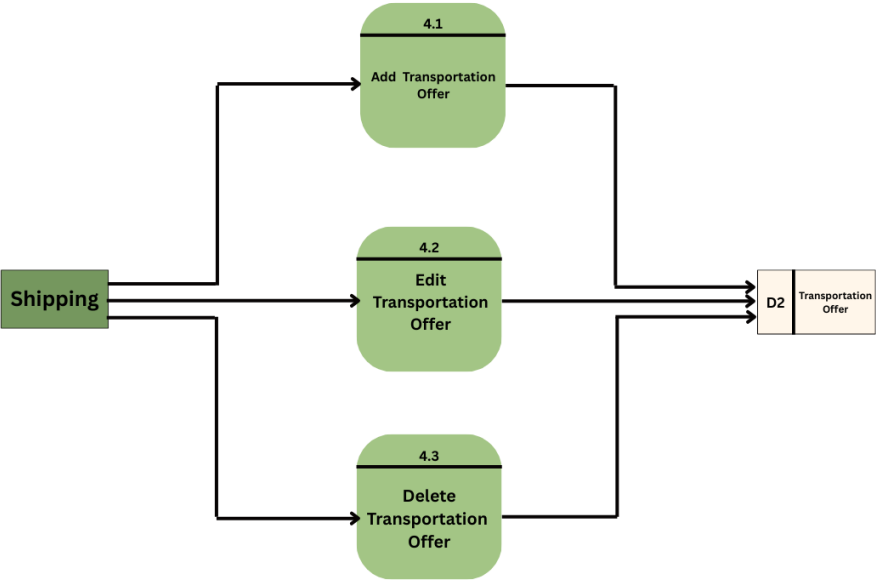 4.1
Add Transportation
Offer
4.2
Edit
Transportation
Offer
Shipping
D2
Transportation
Offer
4.3
Delete
Transportation
Offer